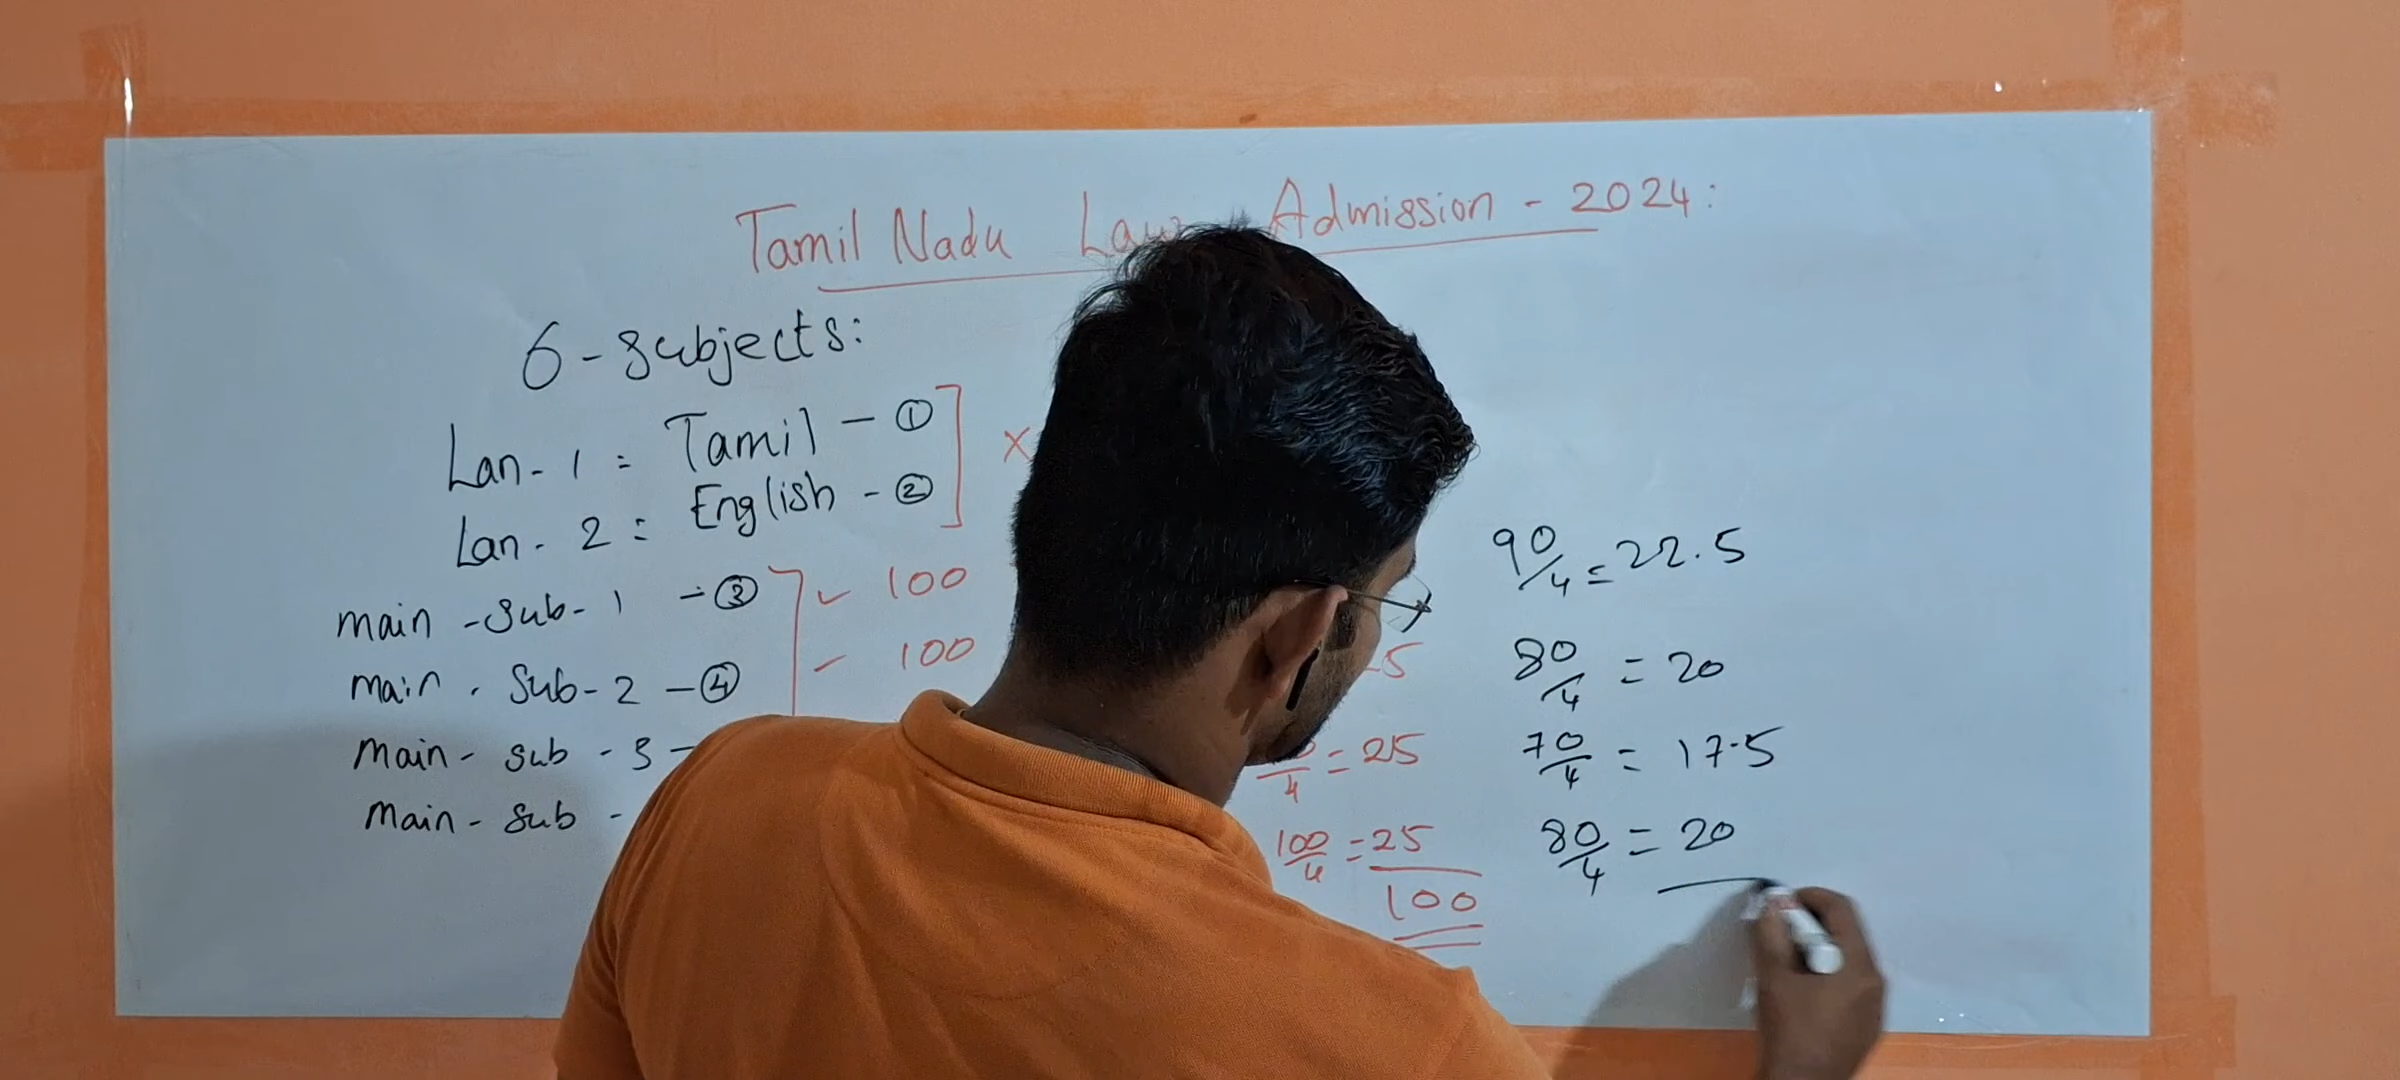 Tamil Nadu Law Admission - 2024:
6 - Subjects:
Lan - 1 = Tamil - ①
Lan - 2 = English - ②
X
main - Sub - 1 - ③
100
main - Sub - 2 - ④
100
main - sub - 3 -
main - sub -
4 = 25
100/4 = 25
100
90/4 = 22.5
80/4 = 20
70/4 = 17.5
80/4 = 20